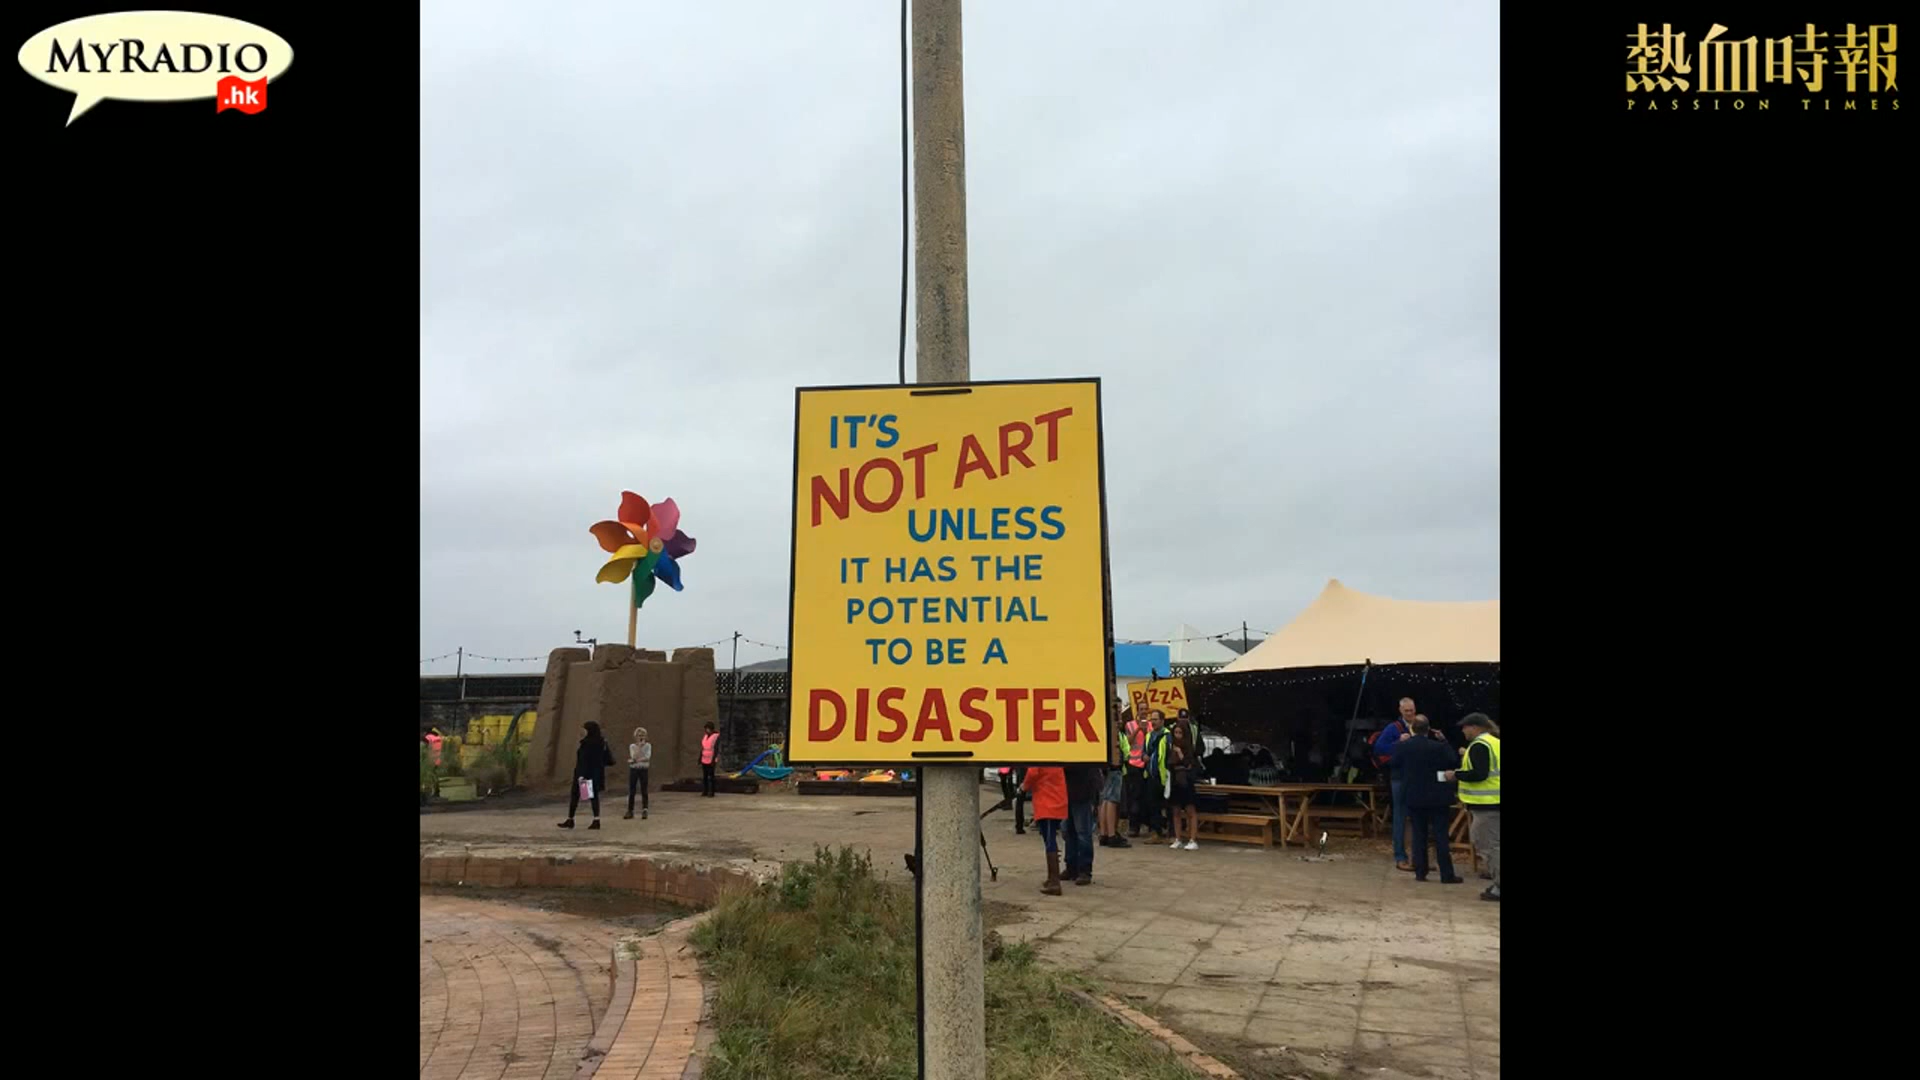 MYRADIO
.hk
熱血時報
PASSION TIMES
IT'S
NOT ART
UNLESS
IT HAS THE
POTENTIAL
TO BE A
DISASTER
PIZZA